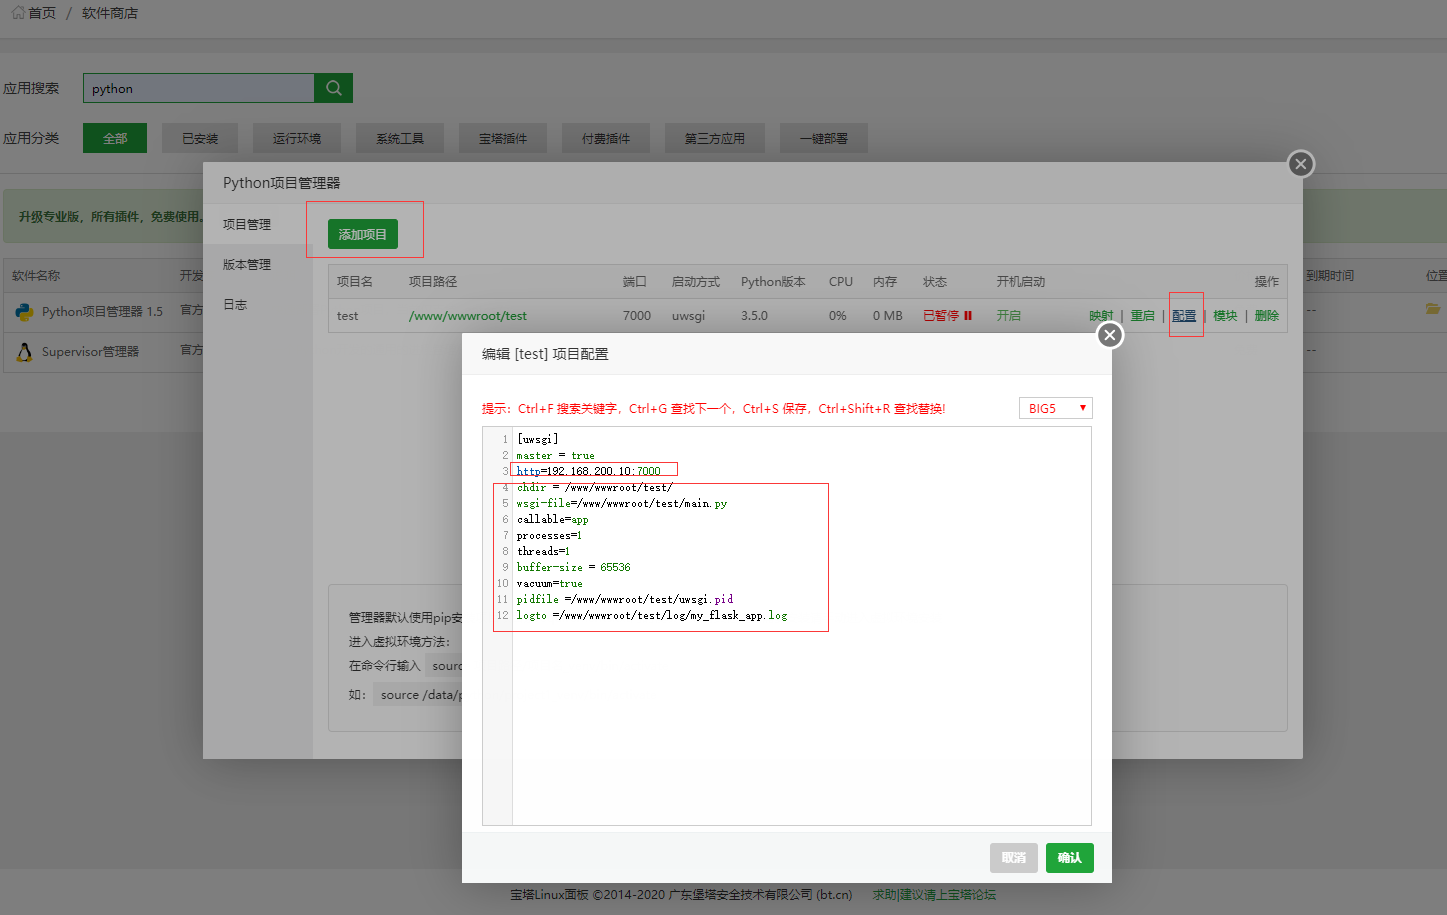 首页 / 软件商店
应用搜索 python
应用分类 全部 已安装 运行环境 系统工具 宝塔插件 付费插件 第三方应用 一键部署
Python项目管理器
升级专业版，所有插件，免费使用。
项目管理 添加项目
版本管理
日志
软件名称 开发 到期时间 位置
Python项目管理器 1.5 官方 --
Supervisor管理器 官方 --
项目名 项目路径 端口 启动方式 Python版本 CPU 内存 状态 开机启动 操作
test /www/wwwroot/test 7000 uwsgi 3.5.0 0% 0 MB 已暂停 开启 映射 | 重启 | 配置 | 模块 | 删除
编辑 [test] 项目配置
提示：Ctrl+F 搜索关键字，Ctrl+G 查找下一个，Ctrl+S 保存，Ctrl+Shift+R 查找替换!
BIG5
1 [uwsgi]
2 master = true
3 http=192.168.200.10:7000
4 chdir = /www/wwwroot/test/
5 wsgi-file=/www/wwwroot/test/main.py
6 callable=app
7 processes=1
8 threads=1
9 buffer-size = 65536
10 vacuum=true
11 pidfile =/www/wwwroot/test/uwsgi.pid
12 logto =/www/wwwroot/test/log/my_flask_app.log
管理器默认使用pip安
进入虚拟环境方法：
在命令行输入 sourc
如： source /data/p
取消 确认
宝塔Linux面板 ©2014-2020 广东堡塔安全技术有限公司 (bt.cn) 求助|建议请上宝塔论坛